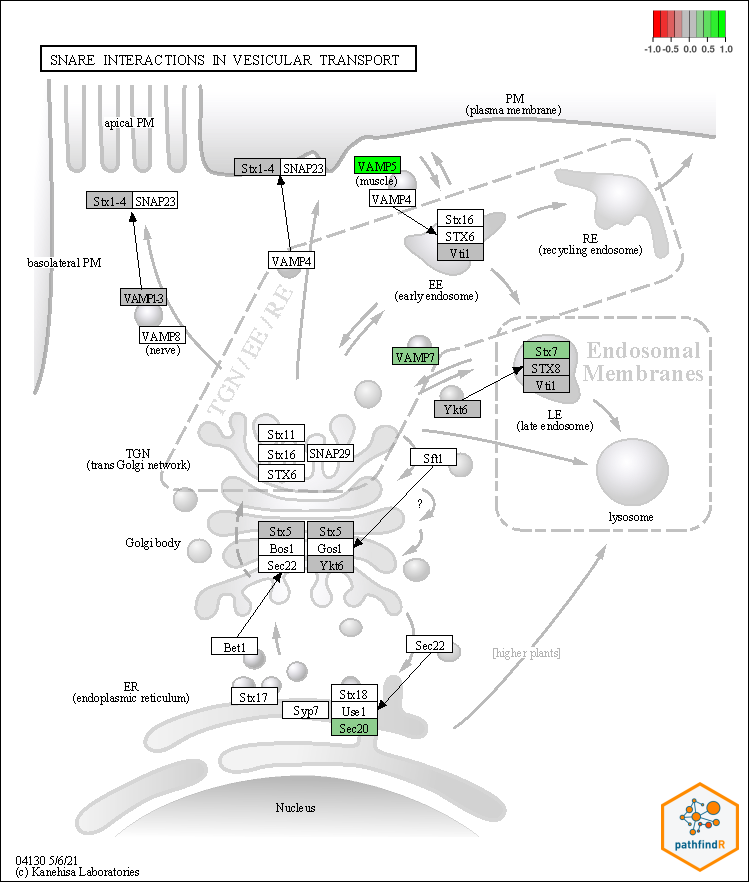 -1.0 -0.5 0.0 0.5 1.0
SNARE INTERACTIONS IN VESICULAR TRANSPORT
PM
(plasma membrane)
apical PM
Stx1-4 SNAP23
VAMP5
(muscle)
VAMP4
Stx1-4 SNAP23
Stx16
STX6
Vti1
RE
(recycling endosome)
basolateral PM
VAMP4
EE
(early endosome)
VAMP1-3
VAMP8
(nerve)
TGN / EE / RE
VAMP7
Endosomal
Membranes
Stx7
STX8
Vti1
Ykt6
LE
(late endosome)
Stx11
Stx16 SNAP29
STX6
TGN
(trans Golgi network)
Sft1
?
lysosome
Golgi body
Stx5 Stx5
Bos1 Gos1
Sec22 Ykt6
Bet1
Sec22
[higher plants]
ER
(endoplasmic reticulum)
Stx17
Stx18
Syp7
Use1
Sec20
Nucleus
pathfindR
04130 5/6/21
(c) Kanehisa Laboratories